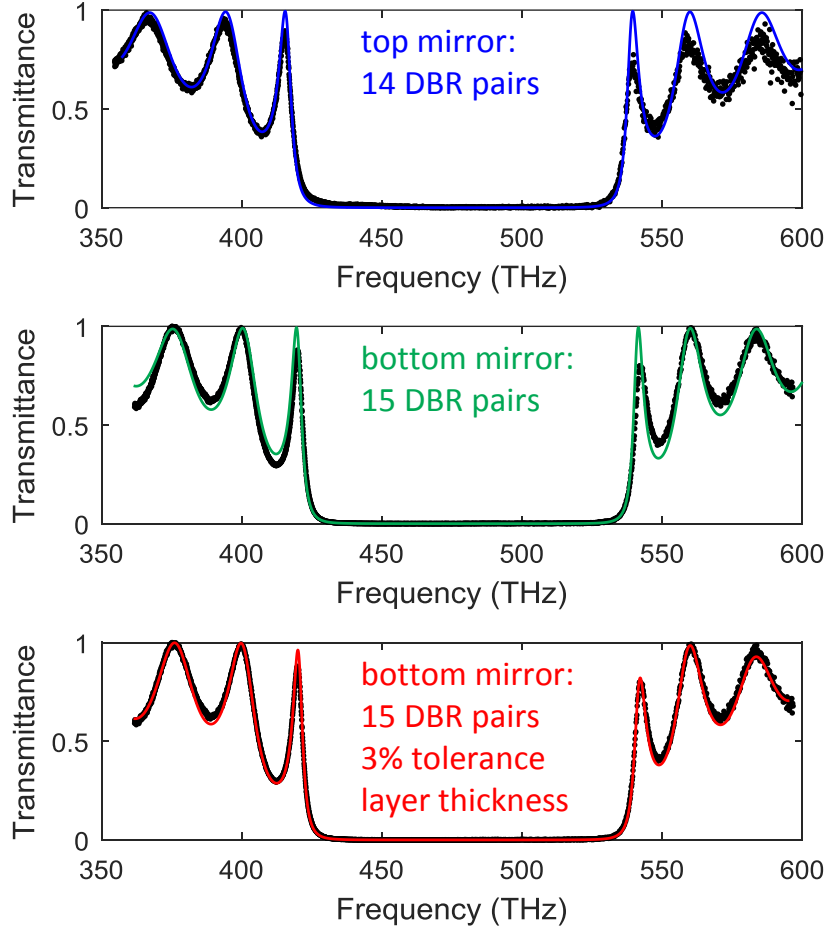 Transmittance
1
0.5
0
top mirror:
14 DBR pairs
350 400 450 500 550 600
Frequency (THz)
Transmittance
1
0.5
0
bottom mirror:
15 DBR pairs
350 400 450 500 550 600
Frequency (THz)
Transmittance
1
0.5
0
bottom mirror:
15 DBR pairs
3% tolerance
layer thickness
350 400 450 500 550 600
Frequency (THz)